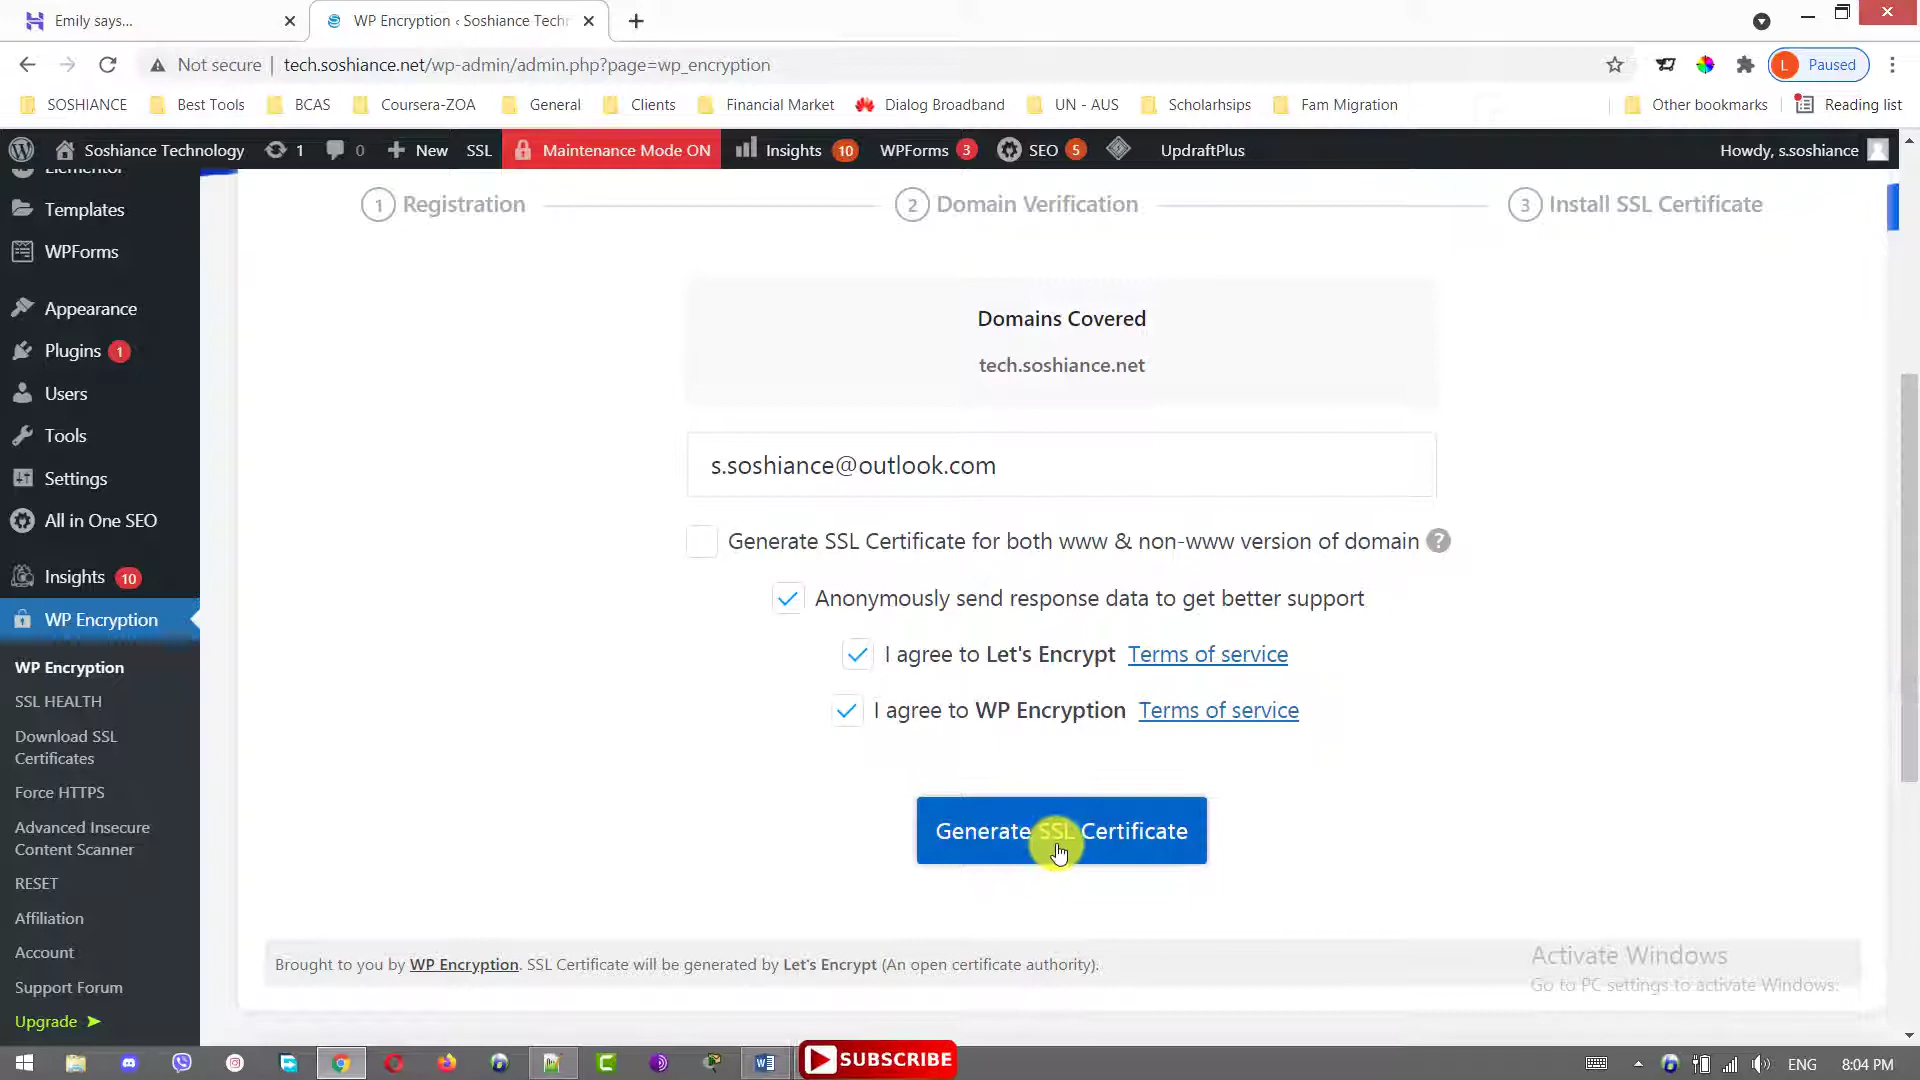 Emily says...
WP Encryption ‹ Soshiance Techn
Not secure
tech.soshiance.net/wp-admin/admin.php?page=wp_encryption
Paused
L
SOSHIANCE
Best Tools
BCAS
Coursera-ZOA
General
Clients
Financial Market
Dialog Broadband
UN - AUS
Scholarhsips
Fam Migration
Other bookmarks
Reading list
Soshiance Technology
1
0
New
SSL
Maintenance Mode ON
Insights 10
WPForms 3
SEO 5
UpdraftPlus
Howdy, s.soshiance
Elementor
Templates
WPForms
Appearance
Plugins 1
Users
Tools
Settings
All in One SEO
Insights 10
WP Encryption
WP Encryption
SSL HEALTH
Download SSL
Certificates
Force HTTPS
Advanced Insecure
Content Scanner
RESET
Affiliation
Account
Support Forum
Upgrade ➤
1 Registration
2 Domain Verification
3 Install SSL Certificate
Domains Covered
tech.soshiance.net
s.soshiance@outlook.com
Generate SSL Certificate for both www & non-www version of domain ?
Anonymously send response data to get better support
I agree to Let's Encrypt Terms of service
I agree to WP Encryption Terms of service
Generate SSL Certificate
Brought to you by WP Encryption. SSL Certificate will be generated by Let's Encrypt (An open certificate authority).
Activate Windows
Go to PC settings to activate Windows.
SUBSCRIBE
ENG
8:04 PM